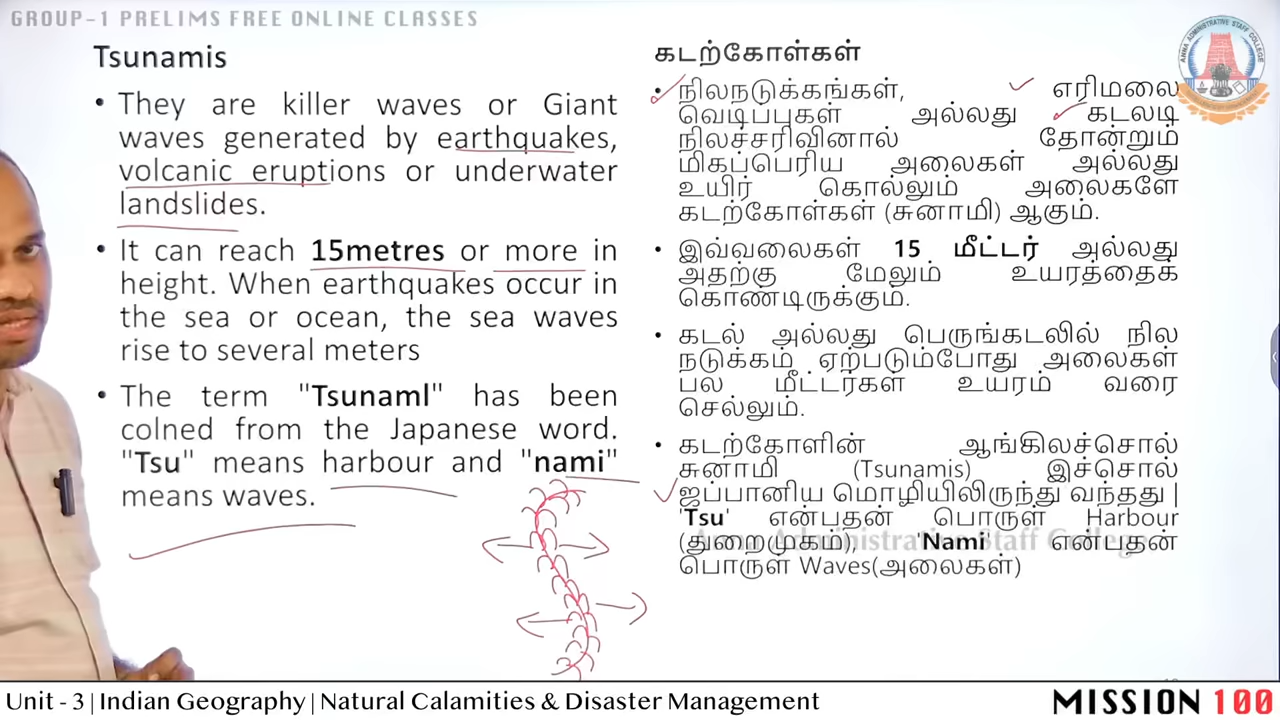 GROUP-1 PRELIMS FREE ONLINE CLASSES
Tsunamis
• They are killer waves or Giant
waves generated by earthquakes,
volcanic eruptions or underwater
landslides.
• It can reach 15metres or more in
height. When earthquakes occur in
the sea or ocean, the sea waves
rise to several meters
• The term "Tsunaml" has been
colned from the Japanese word.
"Tsu" means harbour and "nami"
means waves.
கடற்கோள்கள்
• நிலநடுக்கங்கள், எரிமலை
வெடிப்புகள் அல்லது கடலடி
நிலச்சரிவினால் தோன்றும்
மிகப்பெரிய அலைகள் அல்லது
உயிர் கொல்லும் அலைகளே
கடற்கோள்கள் (சுனாமி) ஆகும்.
• இவ்வலைகள் 15 மீட்டர் அல்லது
அதற்கு மேலும் உயரத்தைக்
கொண்டிருக்கும்.
• கடல் அல்லது பெருங்கடலில் நில
நடுக்கம் ஏற்படும்போது அலைகள்
பல மீட்டர்கள் உயரம் வரை
செல்லும்.
• கடற்கோளின் ஆங்கிலச்சொல்
சுனாமி (Tsunamis) இச்சொல்
ஜப்பானிய மொழியிலிருந்து வந்தது |
'Tsu' என்பதன் பொருள் Harbour
(துறைமுகம்), 'Nami' என்பதன்
பொருள் Waves(அலைகள்)
ANNA ADMINISTRATIVE STAFF COLLEGE
Administrative Staff College
Unit - 3 | Indian Geography | Natural Calamities & Disaster Management
MISSION 100